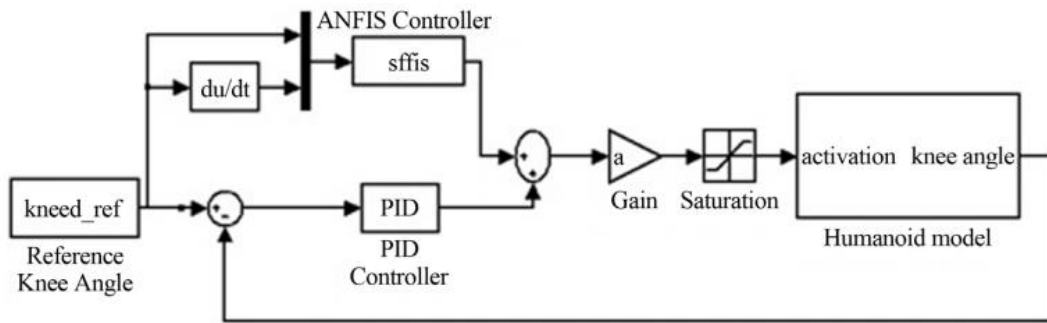 ANFIS Controller
sffis
du/dt
+
+
a
Gain
Saturation
activation knee angle
Humanoid model
kneed_ref
Reference
Knee Angle
+
-
PID
PID
Controller